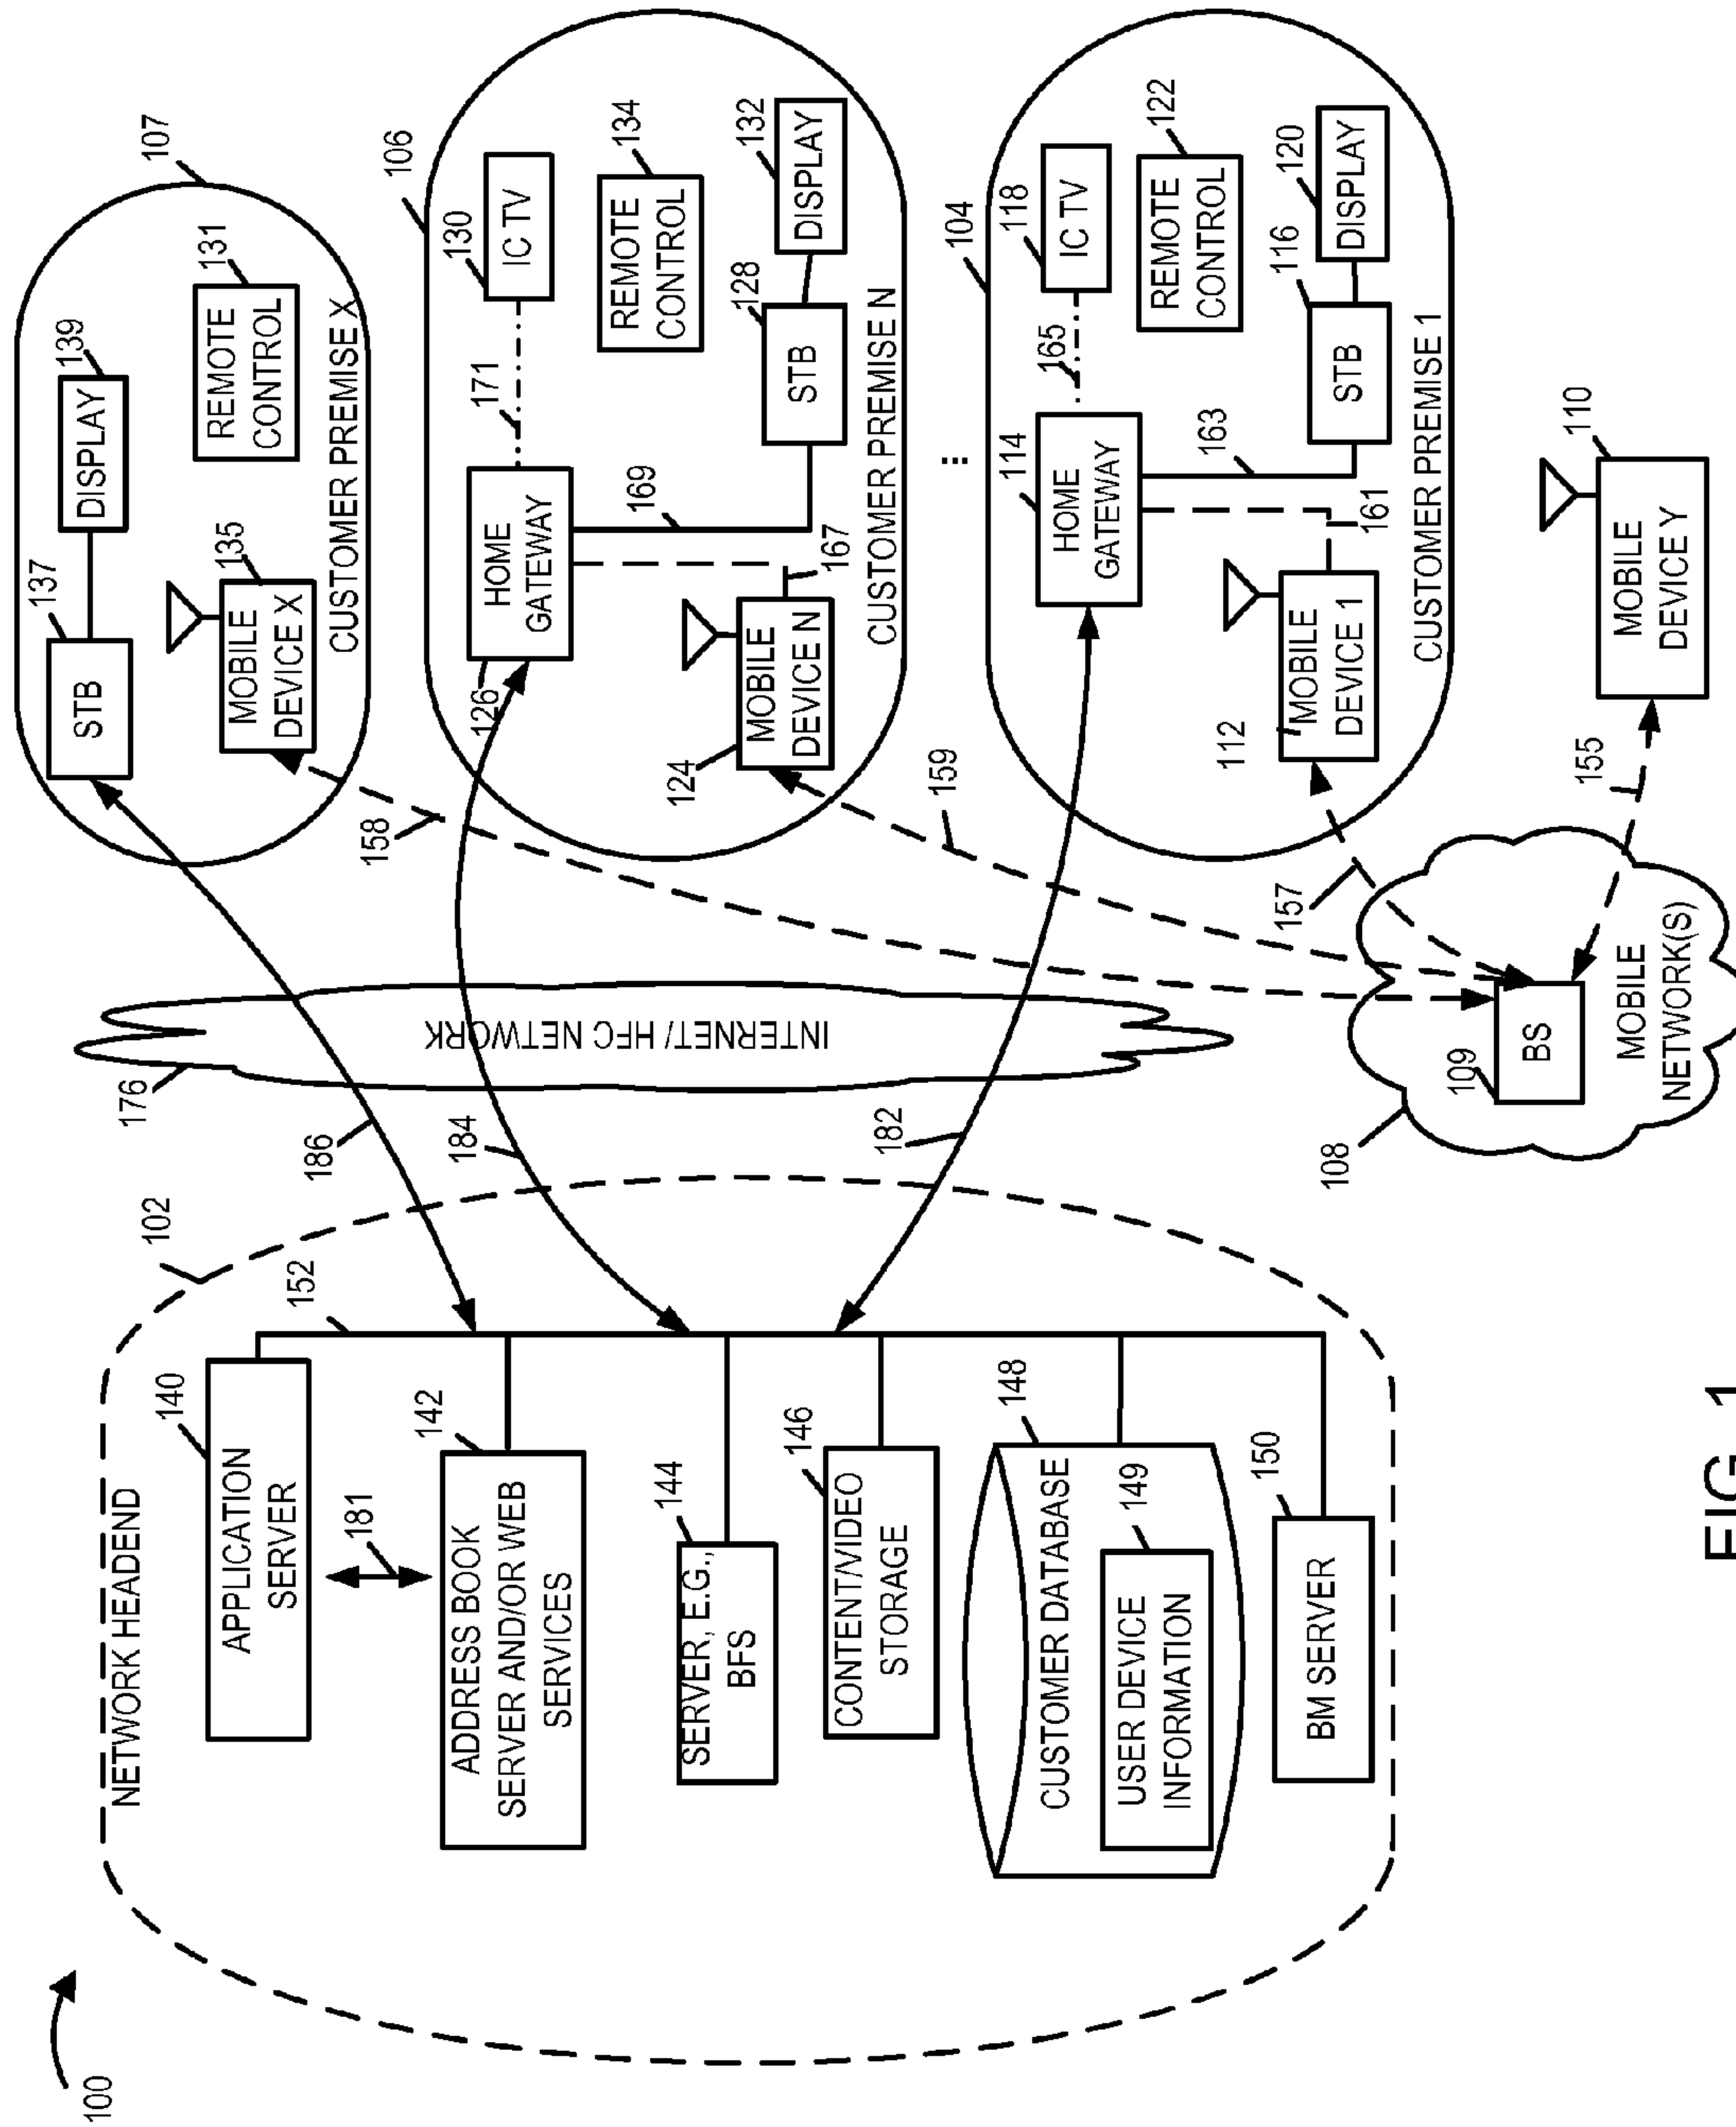 100
NETWORK HEADEND
102
APPLICATION
SERVER
140
152
181
ADDRESS BOOK
SERVER AND/OR WEB
SERVICES
142
SERVER, E.G.,
BFS
144
CONTENT/VIDEO
STORAGE
146
CUSTOMER DATABASE
148
USER DEVICE
INFORMATION
149
BM SERVER
150
176
INTERNET/ HFC NETWORK
186
184
182
107
STB
137
DISPLAY
139
MOBILE
DEVICE X
135
REMOTE
CONTROL
131
CUSTOMER PREMISE X
158
106
HOME
GATEWAY
126
171
IC TV
130
169
REMOTE
CONTROL
134
MOBILE
DEVICE N
124
167
STB
128
DISPLAY
132
CUSTOMER PREMISE N
159
...
104
HOME
GATEWAY
114
165
IC TV
118
163
REMOTE
CONTROL
122
MOBILE
DEVICE 1
112
161
STB
116
DISPLAY
120
CUSTOMER PREMISE 1
157
108
BS
109
MOBILE
NETWORK(S)
155
MOBILE
DEVICE Y
110
FIG. 1